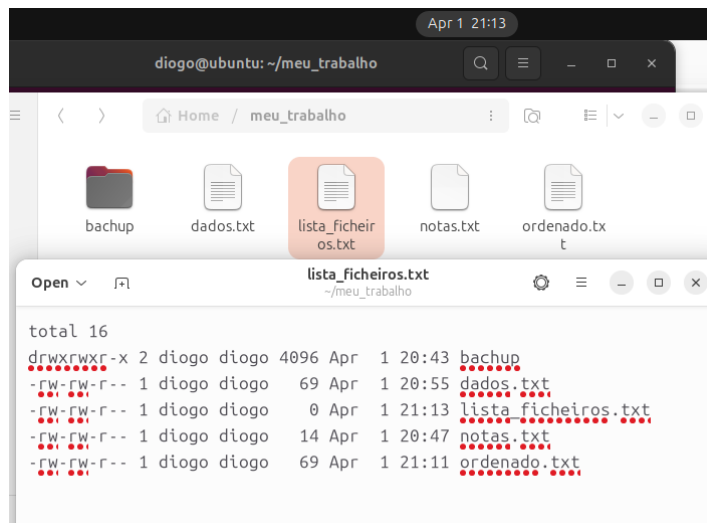 Apr 1 21:13
diogo@ubuntu: ~/meu_trabalho
Home / meu_trabalho
bachup
dados.txt
lista_ficheir
os.txt
notas.txt
ordenado.tx
t
Open
lista_ficheiros.txt
~/meu_trabalho
total 16
drwxrwxr-x 2 diogo diogo 4096 Apr  1 20:43 bachup
-rw-rw-r-- 1 diogo diogo   69 Apr  1 20:55 dados.txt
-rw-rw-r-- 1 diogo diogo    0 Apr  1 21:13 lista_ficheiros.txt
-rw-rw-r-- 1 diogo diogo   14 Apr  1 20:47 notas.txt
-rw-rw-r-- 1 diogo diogo   69 Apr  1 21:11 ordenado.txt